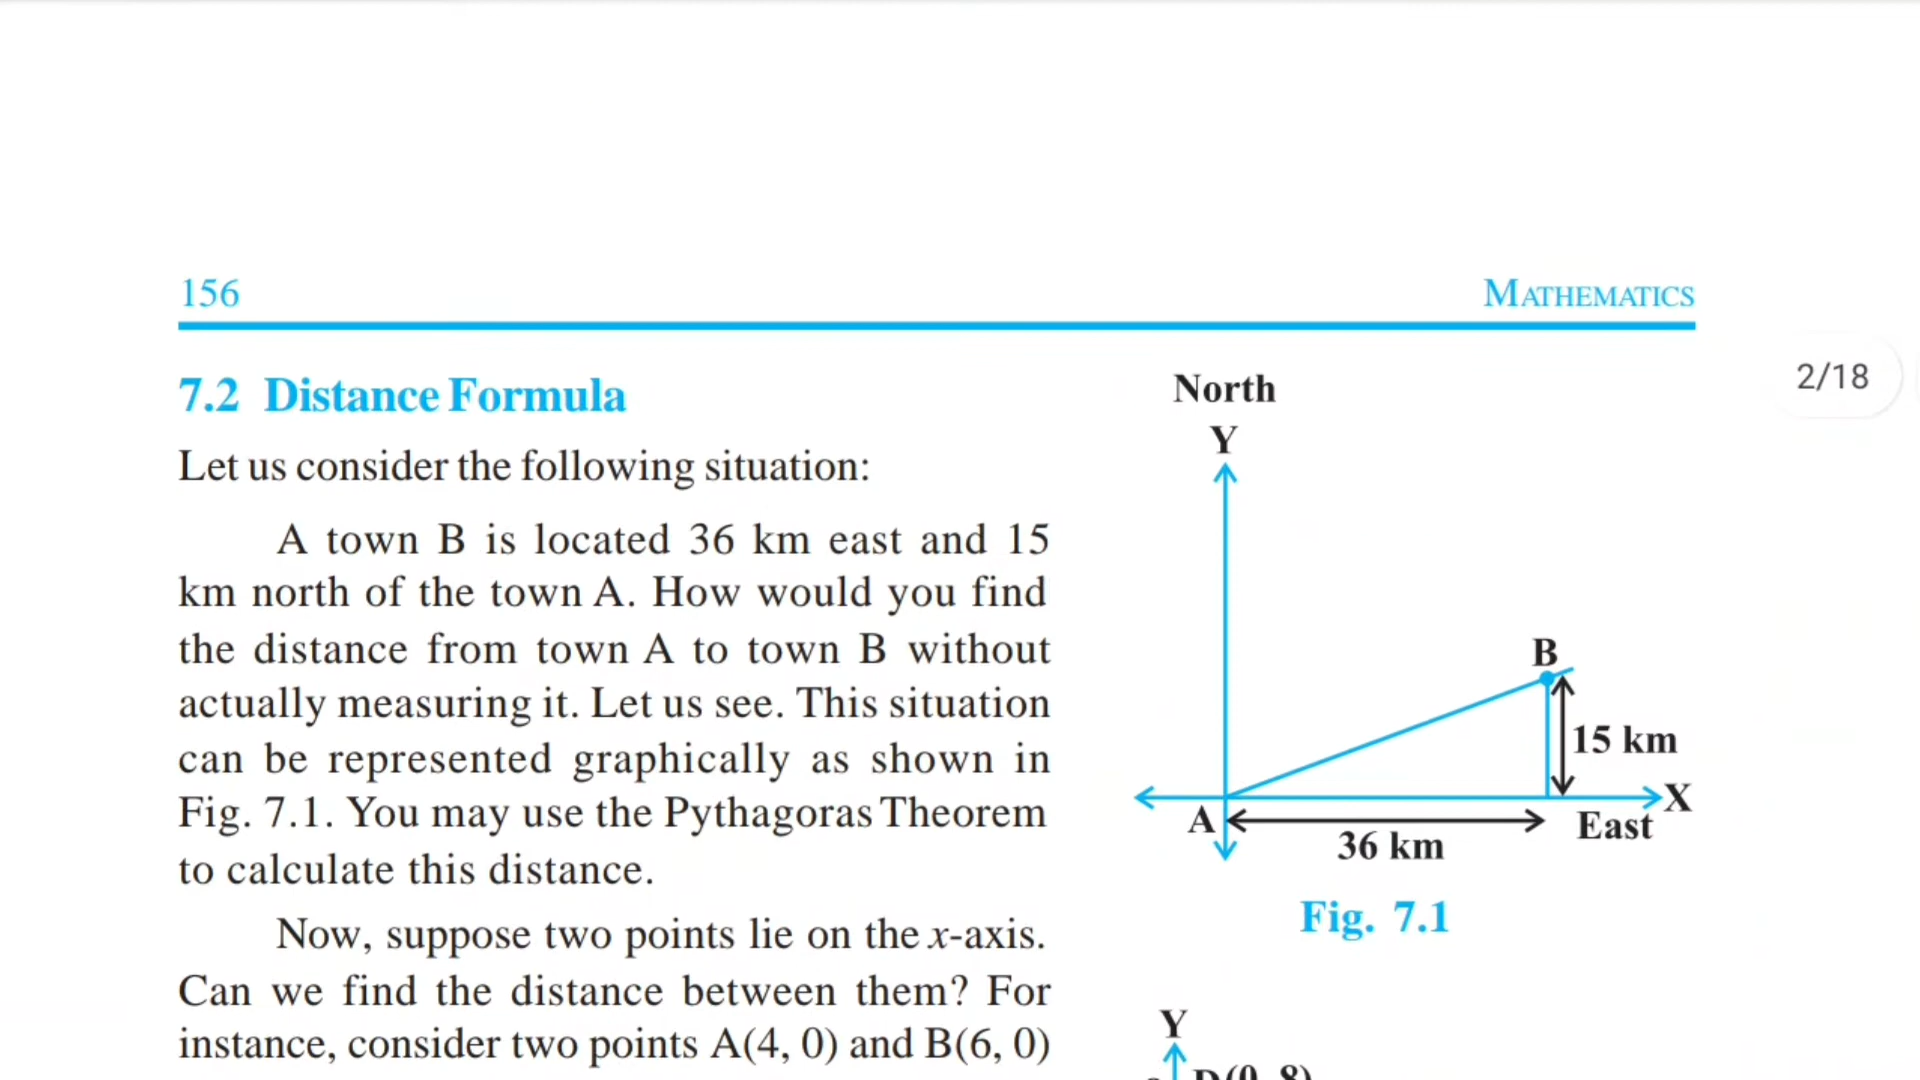 156
MATHEMATICS
7.2 Distance Formula
Let us consider the following situation:
A town B is located 36 km east and 15
km north of the town A. How would you find
the distance from town A to town B without
actually measuring it. Let us see. This situation
can be represented graphically as shown in
Fig. 7.1. You may use the Pythagoras Theorem
to calculate this distance.
Now, suppose two points lie on the x-axis.
Can we find the distance between them? For
instance, consider two points A(4, 0) and B(6, 0)
North
Y
B
15 km
X
A
East
36 km
Fig. 7.1
Y
D(0, 8)
2/18